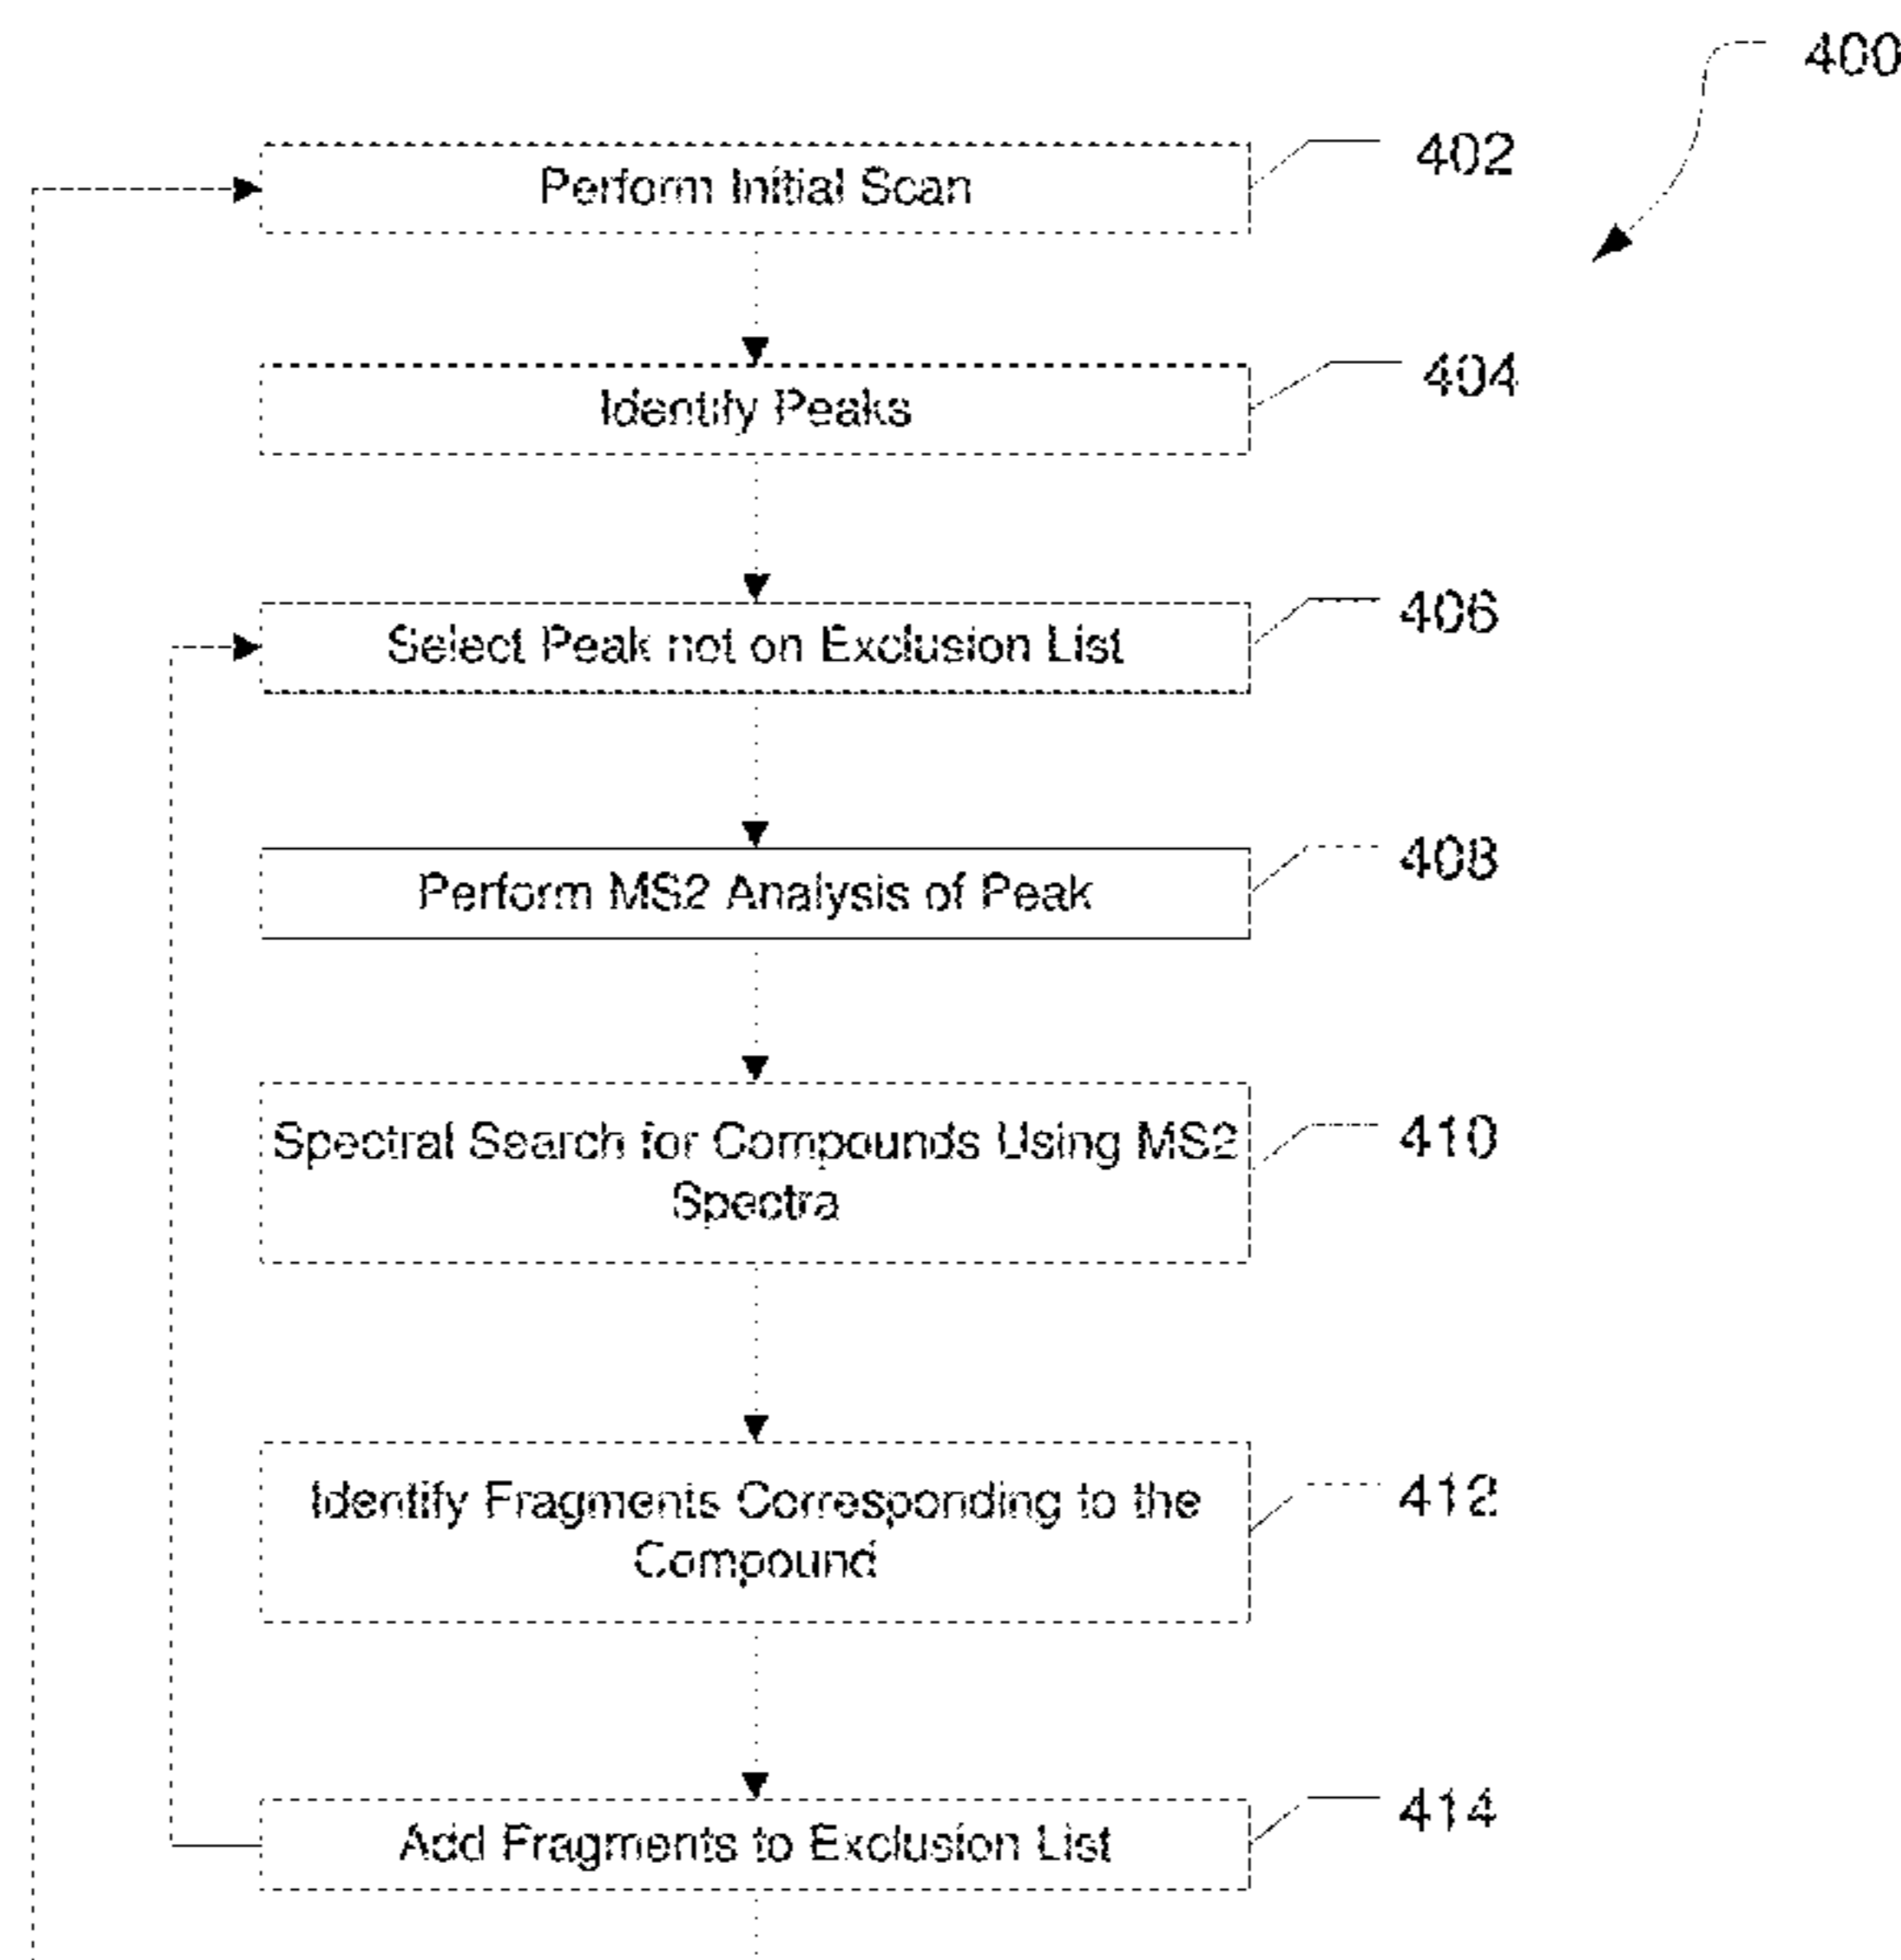 400
Perform Initial Scan
402
Identify Peaks
404
Select Peak not on Exclusion List
406
Perform MS2 Analysis of Peak
408
Spectral Search for Compounds Using MS2
Spectra
410
Identify Fragments Corresponding to the
Compound
412
Add Fragments to Exclusion List
414